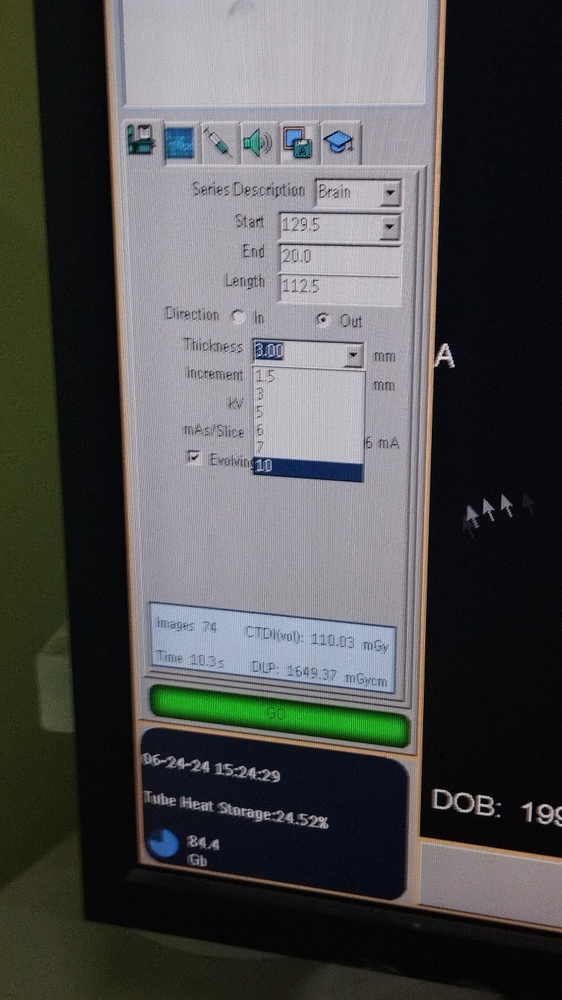 Series Description Brain
Start 129.5
End 20.0
Length 112.5
Direction In Out
Thickness 3.00 mm
Increment 1.5 mm
3
kV 5
mAs/Slice 6 6 mA
7
Evolving 10
A
Images 74 CTDI(vol): 110.03 mGy
Time 10.3s DLP: 1649.37 mGycm
GO
06-24-24 15:24:29
Tube Heat Storage:24.52%
84.4
Gb
DOB: 199